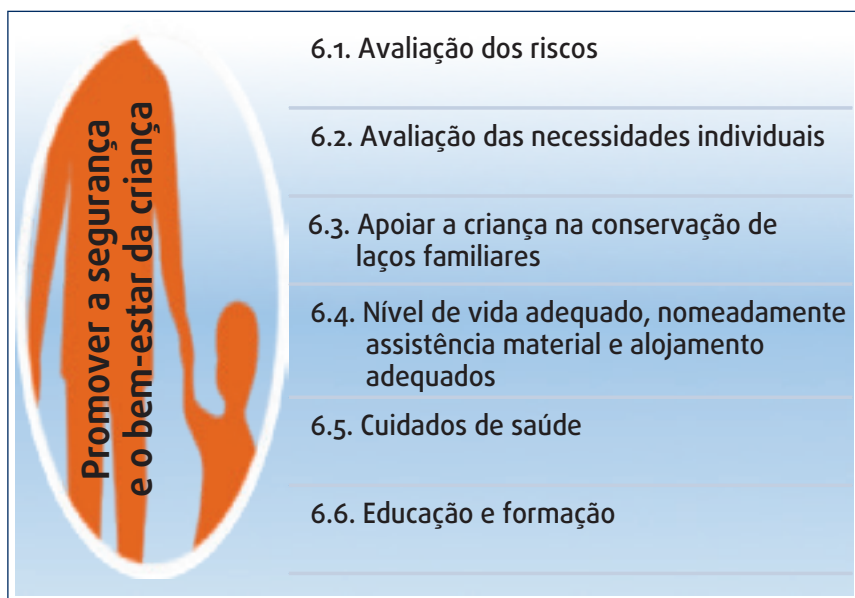 Promover a segurança
e o bem-estar da criança
6.1. Avaliação dos riscos
6.2. Avaliação das necessidades individuais
6.3. Apoiar a criança na conservação de
laços familiares
6.4. Nível de vida adequado, nomeadamente
assistência material e alojamento
adequados
6.5. Cuidados de saúde
6.6. Educação e formação